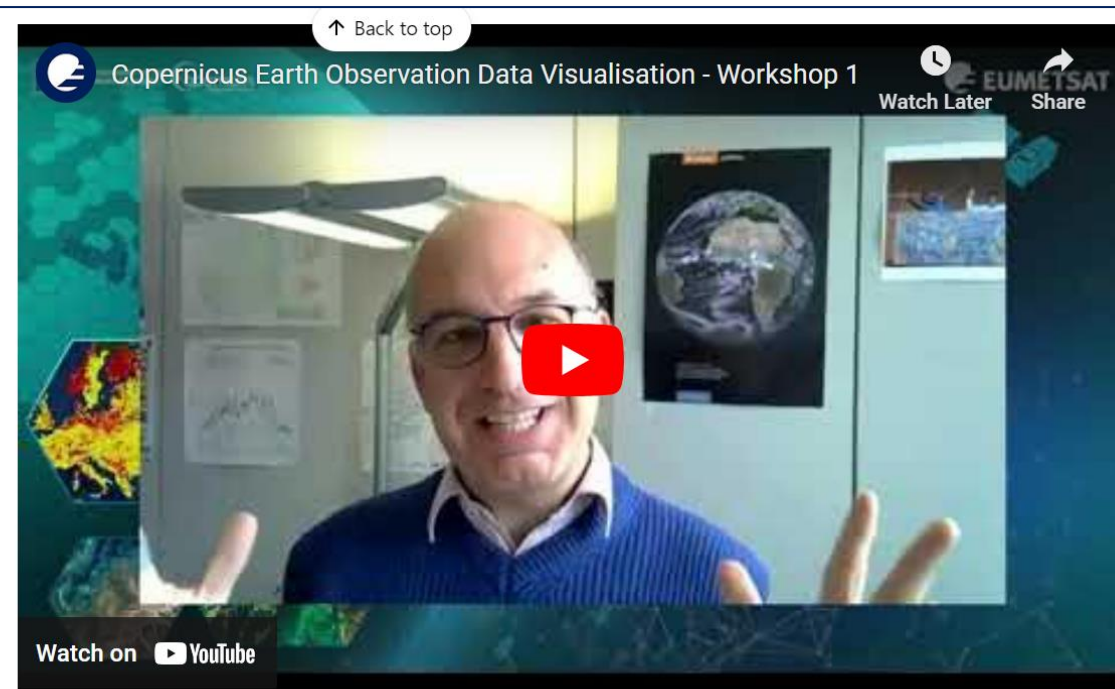 Back to top
Copernicus Earth Observation Data Visualisation - Workshop 1
EUMETSAT
Watch Later
Share
Watch on YouTube